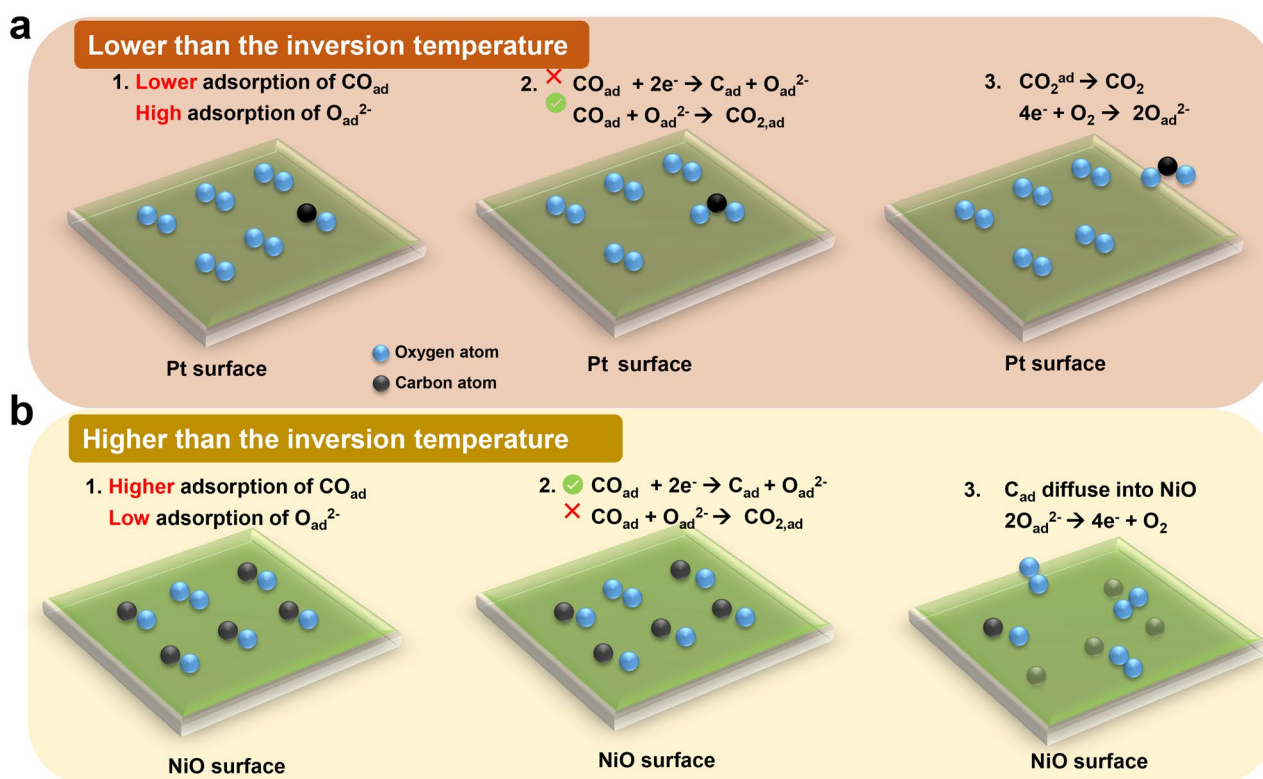 a
Lower than the inversion temperature
1. Lower adsorption of COad
High adsorption of Oad2-
2. ✕ COad + 2e- → Cad + Oad2-
✓ COad + Oad2- → CO2,ad
3. CO2ad → CO2
4e- + O2 → 2Oad2-
Pt surface
Oxygen atom
Carbon atom
Pt surface
Pt surface
b
Higher than the inversion temperature
1. Higher adsorption of COad
Low adsorption of Oad2-
2. ✓ COad + 2e- → Cad + Oad2-
✕ COad + Oad2- → CO2,ad
3. Cad diffuse into NiO
2Oad2- → 4e- + O2
NiO surface
NiO surface
NiO surface